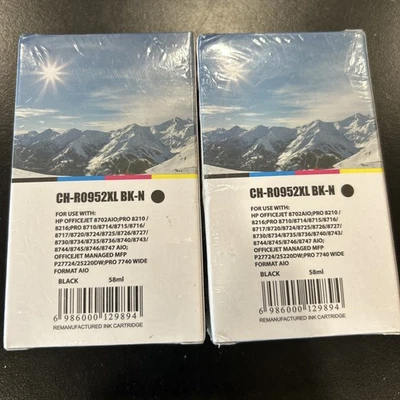 CH-R0952XL BK-N
FOR USE WITH:
HP OFFICEJET 8702AIO;PRO 8210 /
8216;PRO 8710/8714/8715/8716/
8717/8720/8724/8725/8726/8727/
8730/8734/8735/8736/8740/8743/
8744/8745/8746/8747 AIO;
OFFICEJET MANAGED MFP
P27724/25220DW;PRO 7740 WIDE
FORMAT AIO
BLACK 58ml
6 986000 129894
REMANUFACTURED INK CARTRIDGE
CH-R0952XL BK-N
FOR USE WITH:
HP OFFICEJET 8702AIO;PRO 8210 /
8216;PRO 8710/8714/8715/8716/
8717/8720/8724/8725/8726/8727/
8730/8734/8735/8736/8740/8743/
8744/8745/8746/8747 AIO;
OFFICEJET MANAGED MFP
P27724/25220DW;PRO 7740 WIDE
FORMAT AIO
BLACK 58ml
6 986000 129894
REMANUFACTURED INK CARTRIDGE